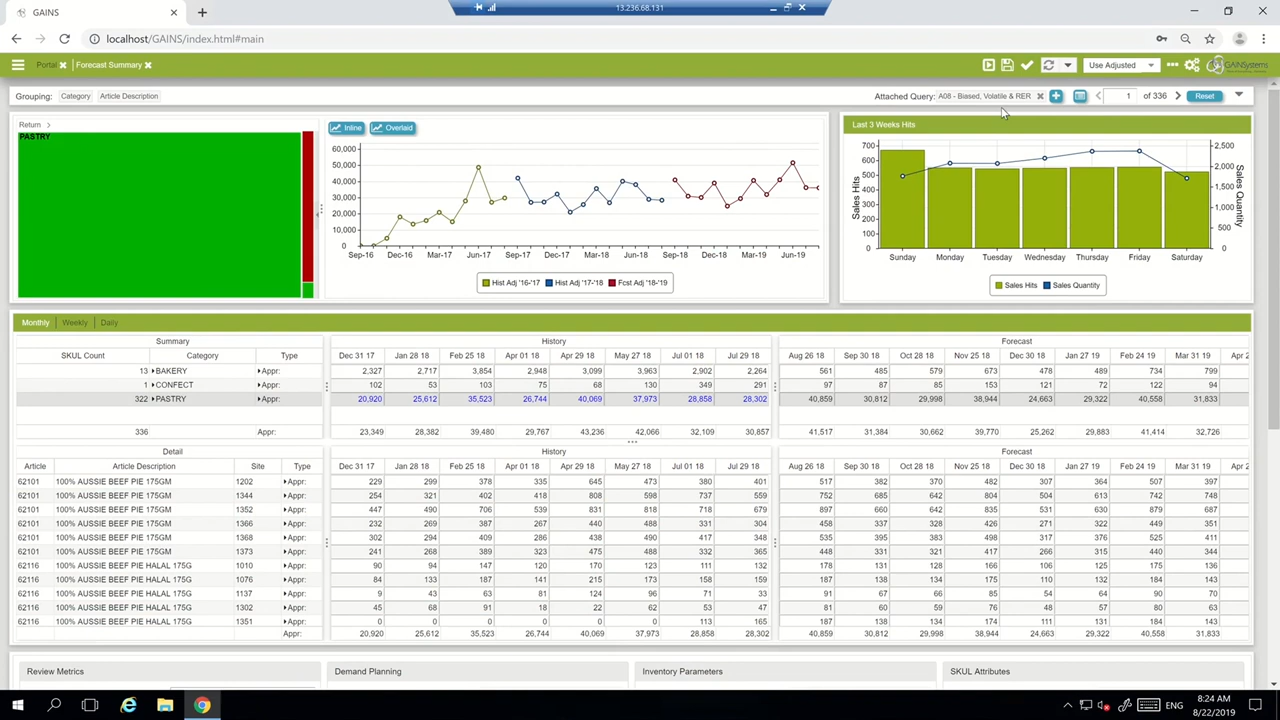 GAINS
13.236.68.131
localhost/GAINS/index.html#main
Portal Forecast Summary Use Adjusted GAINSystems
Grouping: Category Article Description Attached Query: A08 - Biased, Volatile & RER 1 of 336 Reset
Return
PASTRY
Inline Overlaid
60,000
50,000
40,000
30,000
20,000
10,000
0
Sep-16 Dec-16 Mar-17 Jun-17 Sep-17 Dec-17 Mar-18 Jun-18 Sep-18 Dec-18 Mar-19 Jun-19
Hist Adj '16-'17 Hist Adj '17-'18 Fcst Adj '18-'19
Last 3 Weeks Hits
Sales Hits
700
600
500
400
300
200
100
0
2,500
2,000
1,500
1,000
500
0
Sales Quantity
Sunday Monday Tuesday Wednesday Thursday Friday Saturday
Sales Hits Sales Quantity
Monthly Weekly Daily
Summary History Forecast
SKUL Count Category Type Dec 31 17 Jan 28 18 Feb 25 18 Apr 01 18 Apr 29 18 May 27 18 Jul 01 18 Jul 29 18 Aug 26 18 Sep 30 18 Oct 28 18 Nov 25 18 Dec 30 18 Jan 27 19 Feb 24 19 Mar 31 19 Apr 2
13 BAKERY Appr: 2,327 2,717 3,854 2,948 3,099 3,963 2,902 2,264 561 485 579 673 478 489 734 799
1 CONFECT Appr: 102 53 103 75 68 130 349 291 97 87 85 153 121 72 122 94
322 PASTRY Appr: 20,920 25,612 35,523 26,744 40,069 37,973 28,858 28,302 40,859 30,812 29,998 38,944 24,663 29,322 40,558 31,833
336 Appr: 23,349 28,382 39,480 29,767 43,236 42,066 32,109 30,857 41,517 31,384 30,662 39,770 25,262 29,883 41,414 32,726
Detail History Forecast
Article Article Description Site Type Dec 31 17 Jan 28 18 Feb 25 18 Apr 01 18 Apr 29 18 May 27 18 Jul 01 18 Jul 29 18 Aug 26 18 Sep 30 18 Oct 28 18 Nov 25 18 Dec 30 18 Jan 27 19 Feb 24 19 Mar 31 19 Apr 2
62101 100% AUSSIE BEEF PIE 175GM 1202 Appr: 229 299 378 335 645 473 380 401 517 382 370 482 307 364 507 397
62101 100% AUSSIE BEEF PIE 175GM 1344 Appr: 254 321 402 418 808 598 737 559 992 736 718 942 604 613 742 748
62101 100% AUSSIE BEEF PIE 175GM 1352 Appr: 447 490 706 539 831 818 718 679 897 660 642 835 531 630 879 687
62101 100% AUSSIE BEEF PIE 175GM 1366 Appr: 232 269 387 267 440 488 331 304 458 337 328 426 271 322 449 351
62101 100% AUSSIE BEEF PIE 175GM 1368 Appr: 302 294 409 286 438 490 417 348 535 395 383 498 317 376 525 411
62101 100% AUSSIE BEEF PIE 175GM 1373 Appr: 241 268 389 323 475 488 332 365 448 331 321 417 266 315 440 344
62116 100% AUSSIE BEEF PIE HALAL 175G 1010 Appr: 90 94 147 120 170 123 111 132 178 131 128 166 106 125 175 136
62116 100% AUSSIE BEEF PIE HALAL 175G 1076 Appr: 84 133 187 141 215 173 158 159 187 138 134 175 110 132 184 143
62116 100% AUSSIE BEEF PIE HALAL 175G 1137 Appr: 9 43 63 81 124 96 71 33 91 67 66 85 54 64 90 70
62116 100% AUSSIE BEEF PIE HALAL 175G 1302 Appr: 45 68 91 18 22 62 53 47 81 60 59 76 48 57 80 63
62116 100% AUSSIE BEEF PIE HALAL 175G 1351 Appr: 0 0 0 0 0 0 113 165 187 138 134 175 111 131 184 143
Appr: 20,920 25,612 35,523 26,744 40,069 37,973 28,858 28,302 40,859 30,812 29,998 38,944 24,663 29,322 40,558 31,833
Review Metrics Demand Planning Inventory Parameters SKUL Attributes
ENG
8:24 AM
8/22/2019